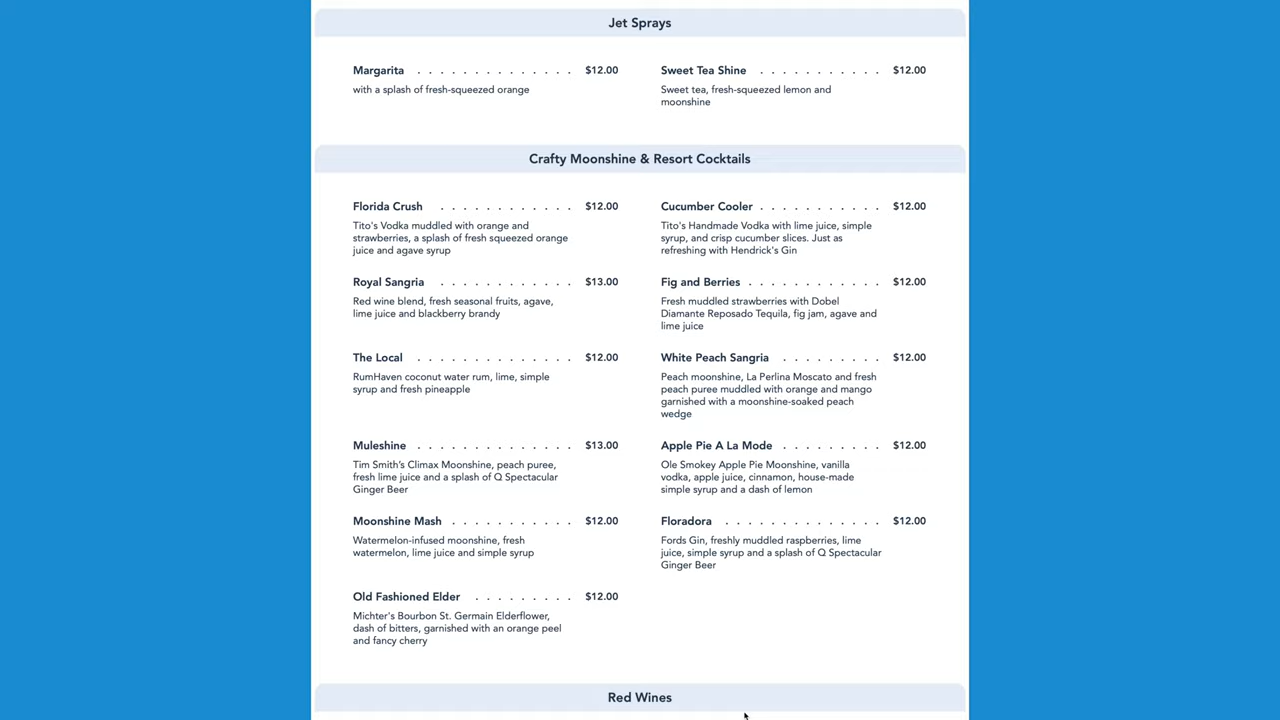 Jet Sprays
Margarita . . . . . . . . . . . . . . $12.00
with a splash of fresh-squeezed orange
Sweet Tea Shine . . . . . . . . . . . $12.00
Sweet tea, fresh-squeezed lemon and
moonshine
Crafty Moonshine & Resort Cocktails
Florida Crush . . . . . . . . . . . . $12.00
Tito's Vodka muddled with orange and
strawberries, a splash of fresh squeezed orange
juice and agave syrup
Cucumber Cooler . . . . . . . . . . . $12.00
Tito's Handmade Vodka with lime juice, simple
syrup, and crisp cucumber slices. Just as
refreshing with Hendrick's Gin
Royal Sangria . . . . . . . . . . . . $13.00
Red wine blend, fresh seasonal fruits, agave,
lime juice and blackberry brandy
Fig and Berries . . . . . . . . . . . . $12.00
Fresh muddled strawberries with Dobel
Diamante Reposado Tequila, fig jam, agave and
lime juice
The Local . . . . . . . . . . . . . . $12.00
RumHaven coconut water rum, lime, simple
syrup and fresh pineapple
White Peach Sangria . . . . . . . . . $12.00
Peach moonshine, La Perlina Moscato and fresh
peach puree muddled with orange and mango
garnished with a moonshine-soaked peach
wedge
Muleshine . . . . . . . . . . . . . . $13.00
Tim Smith’s Climax Moonshine, peach puree,
fresh lime juice and a splash of Q Spectacular
Ginger Beer
Apple Pie A La Mode . . . . . . . . . $12.00
Ole Smokey Apple Pie Moonshine, vanilla
vodka, apple juice, cinnamon, house-made
simple syrup and a dash of lemon
Moonshine Mash . . . . . . . . . . . $12.00
Watermelon-infused moonshine, fresh
watermelon, lime juice and simple syrup
Floradora . . . . . . . . . . . . . . $12.00
Fords Gin, freshly muddled raspberries, lime
juice, simple syrup and a splash of Q Spectacular
Ginger Beer
Old Fashioned Elder . . . . . . . . . $12.00
Michter's Bourbon St. Germain Elderflower,
dash of bitters, garnished with an orange peel
and fancy cherry
Red Wines